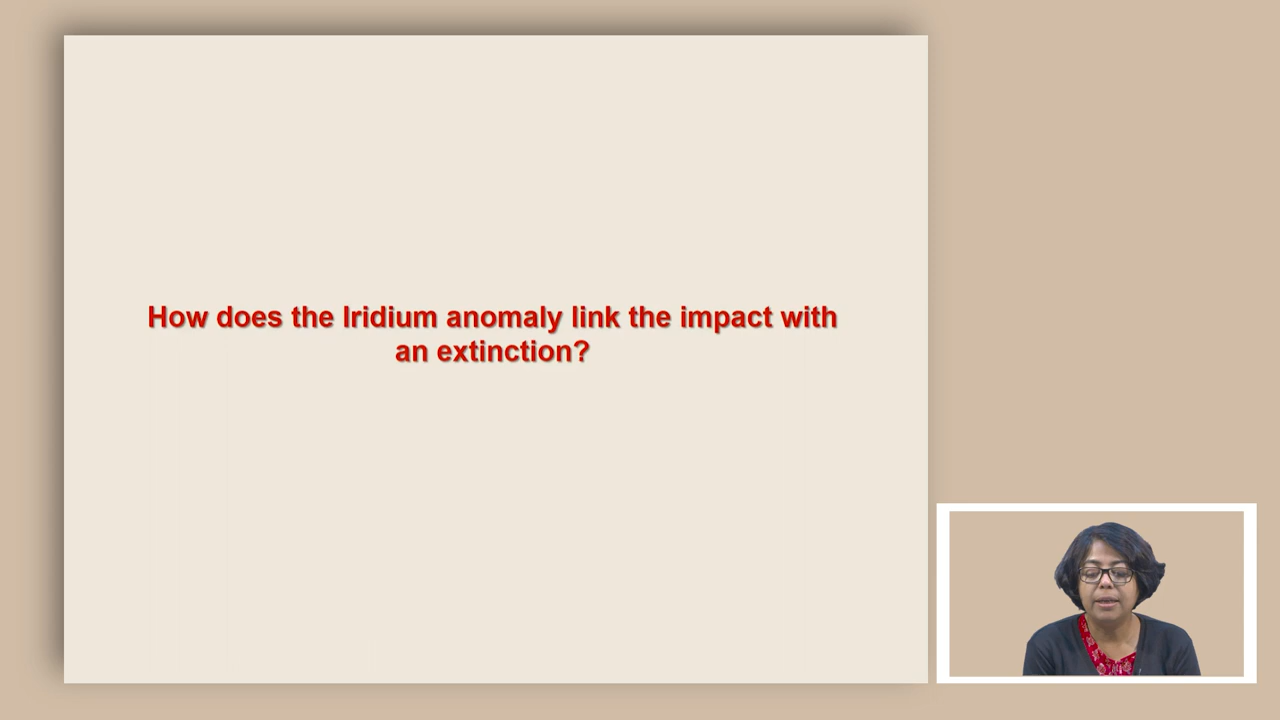 How does the Iridium anomaly link the impact with
an extinction?